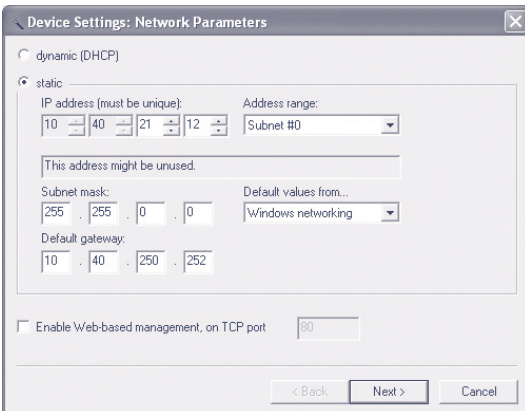 Device Settings: Network Parameters
dynamic (DHCP)
static
IP address (must be unique): Address range:
10 40 21 12 Subnet #0
This address might be unused.
Subnet mask: Default values from...
255 . 255 . 0 . 0 Windows networking
Default gateway:
10 . 40 . 250 . 252
Enable Web-based management, on TCP port 80
< Back Next > Cancel